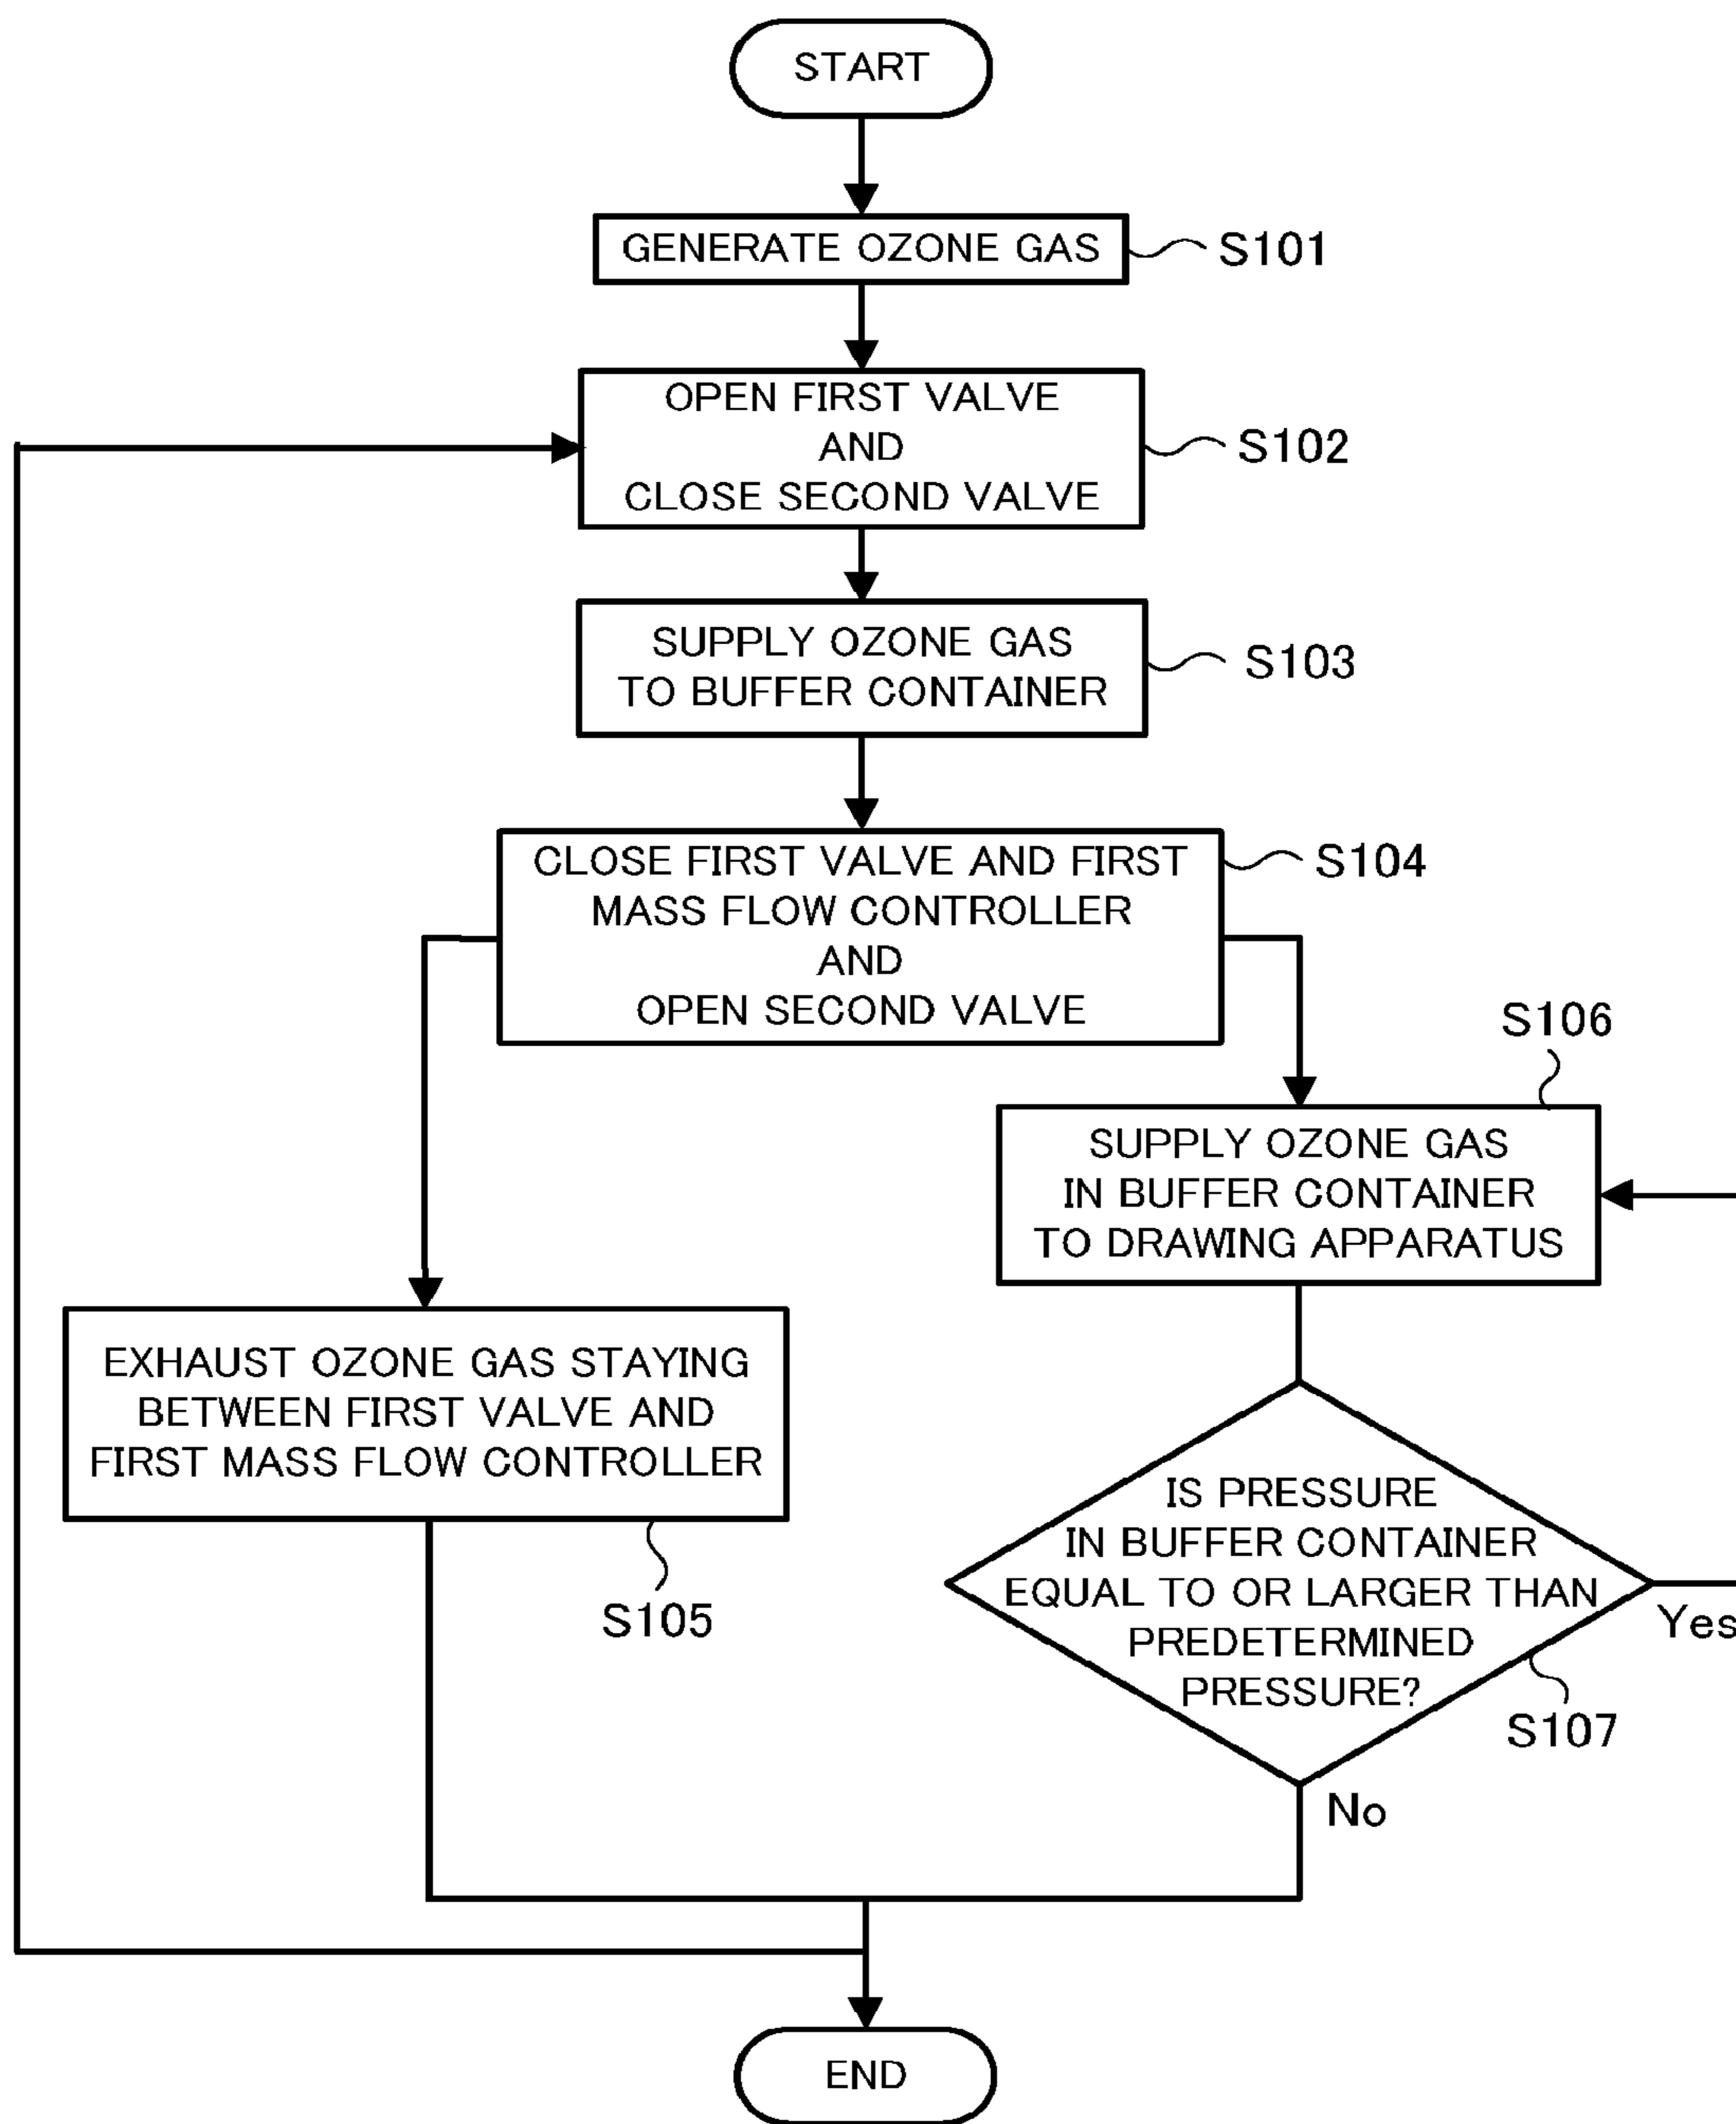 START
GENERATE OZONE GAS
S101
OPEN FIRST VALVE
AND
CLOSE SECOND VALVE
S102
SUPPLY OZONE GAS
TO BUFFER CONTAINER
S103
CLOSE FIRST VALVE AND FIRST
MASS FLOW CONTROLLER
AND
OPEN SECOND VALVE
S104
S106
SUPPLY OZONE GAS
IN BUFFER CONTAINER
TO DRAWING APPARATUS
EXHAUST OZONE GAS STAYING
BETWEEN FIRST VALVE AND
FIRST MASS FLOW CONTROLLER
S105
IS PRESSURE
IN BUFFER CONTAINER
EQUAL TO OR LARGER THAN
PREDETERMINED
PRESSURE?
Yes
S107
No
END